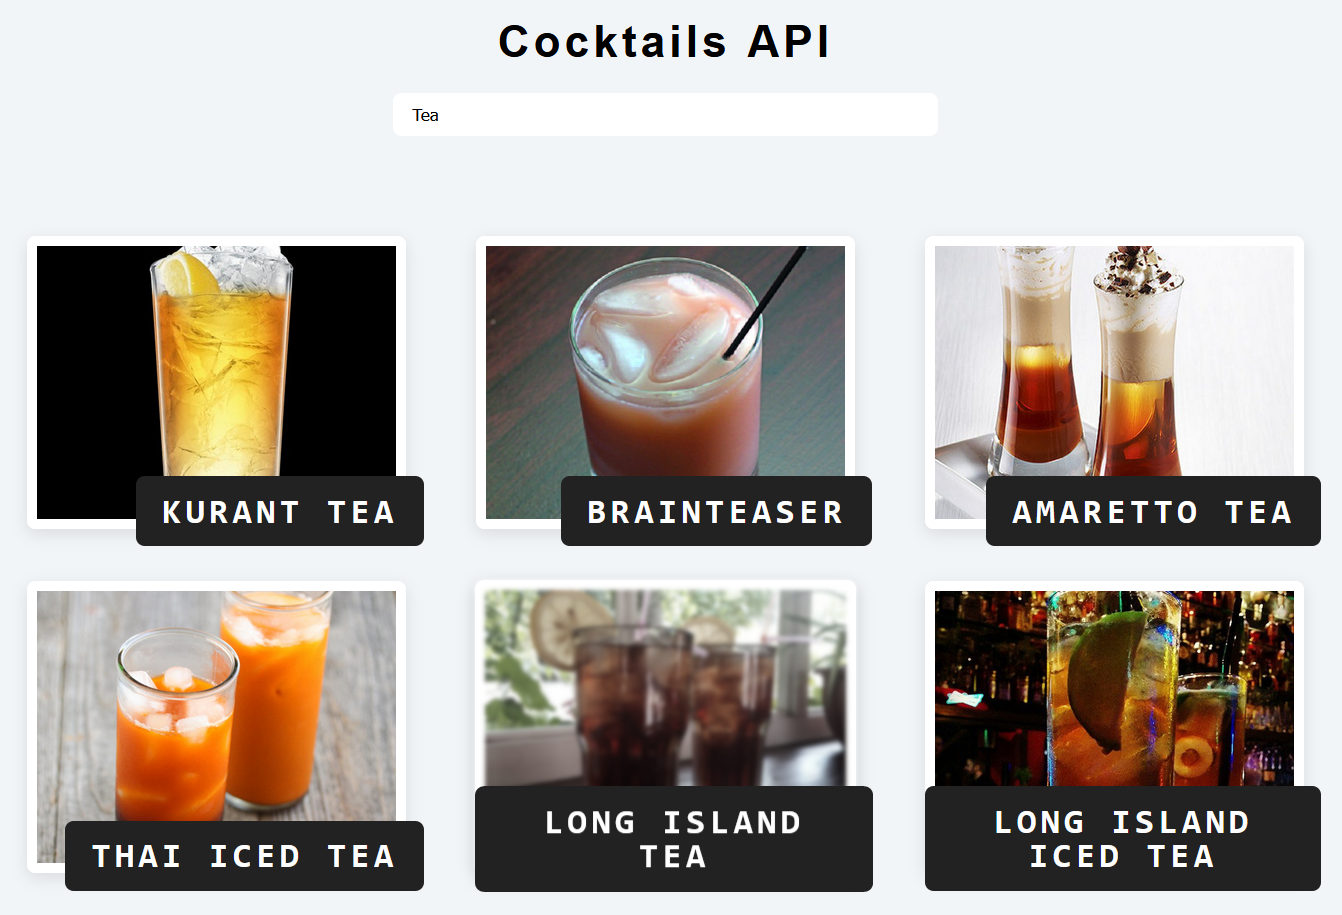 Cocktails API
Tea
KURANT TEA
BRAINTEASER
AMARETTO TEA
THAI ICED TEA
LONG ISLAND
TEA
LONG ISLAND
ICED TEA